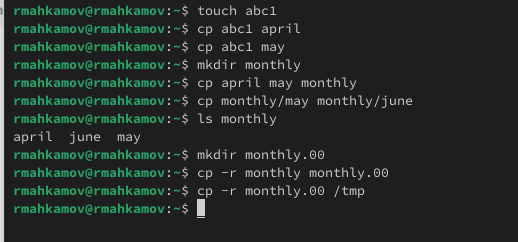 rmahkamov@rmahkamov:~$ touch abc1
rmahkamov@rmahkamov:~$ cp abc1 april
rmahkamov@rmahkamov:~$ cp abc1 may
rmahkamov@rmahkamov:~$ mkdir monthly
rmahkamov@rmahkamov:~$ cp april may monthly
rmahkamov@rmahkamov:~$ cp monthly/may monthly/june
rmahkamov@rmahkamov:~$ ls monthly
april  june  may
rmahkamov@rmahkamov:~$ mkdir monthly.00
rmahkamov@rmahkamov:~$ cp -r monthly monthly.00
rmahkamov@rmahkamov:~$ cp -r monthly.00 /tmp
rmahkamov@rmahkamov:~$